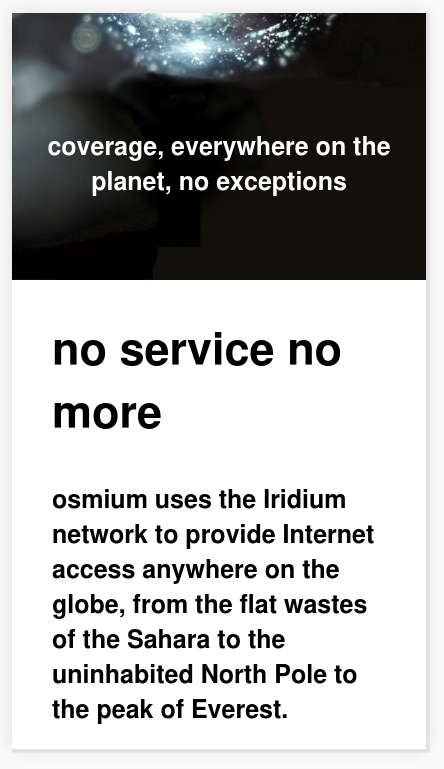 coverage, everywhere on the
planet, no exceptions
no service no
more
osmium uses the Iridium
network to provide Internet
access anywhere on the
globe, from the flat wastes
of the Sahara to the
uninhabited North Pole to
the peak of Everest.